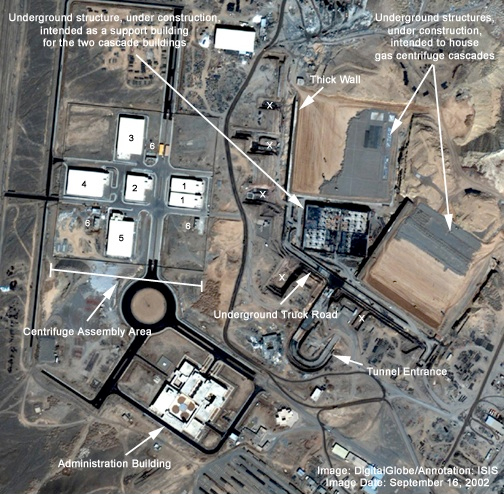 Underground structure, under construction,
intended as a support building
for the two cascade buildings
Underground structures,
under construction,
intended to house
gas centrifuge cascades
Thick Wall
X
X
X
X
X
3
6
4
2
1
1
6
5
6
Centrifuge Assembly Area
Underground Truck Road
Tunnel Entrance
Administration Building
Image: DigitalGlobe/Annotation: ISIS
Image Date: September 16, 2002